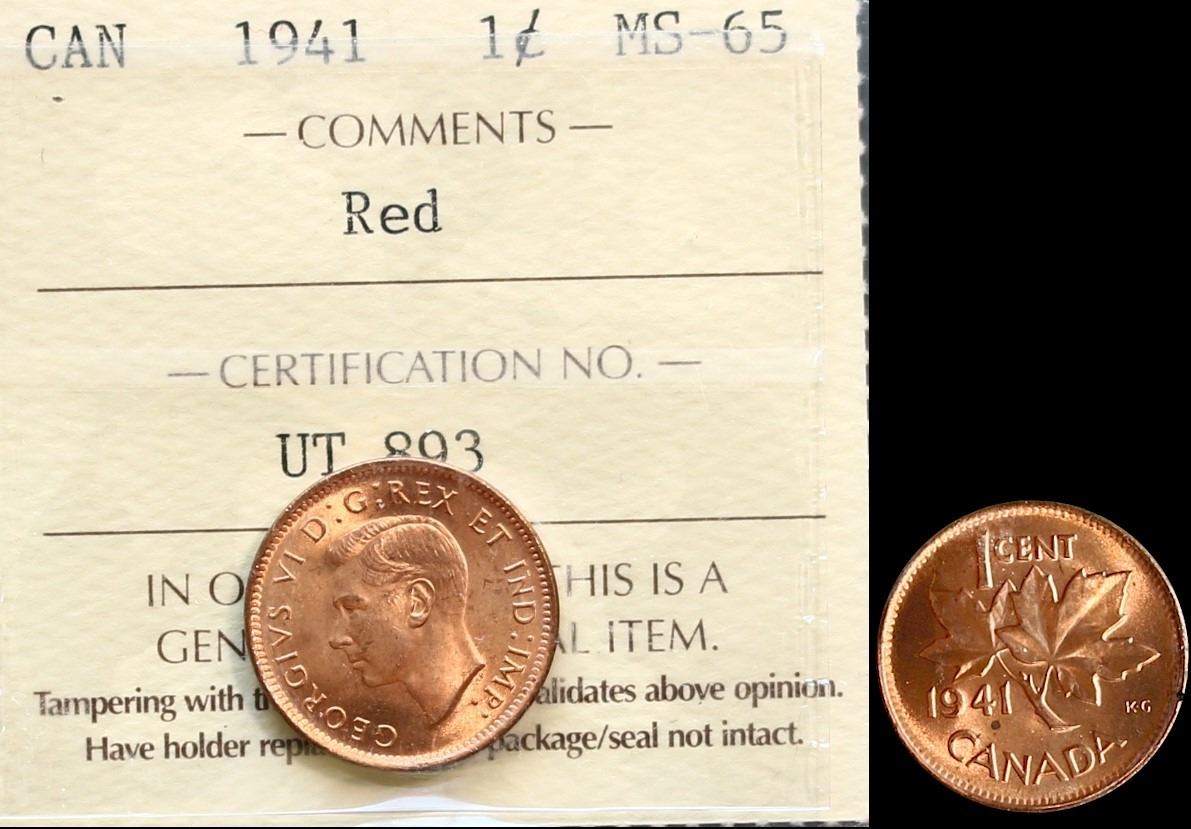 CAN 1941 1¢ MS-65
— COMMENTS —
Red
— CERTIFICATION NO. —
UT 893
IN O THIS IS A
GEN AL ITEM.
Tampering with t alidates above opinion.
Have holder repl package/seal not intact.
GEORGIVS VI D:G:REX ET IND:IMP:
1 CENT
1941 K·G
CANADA